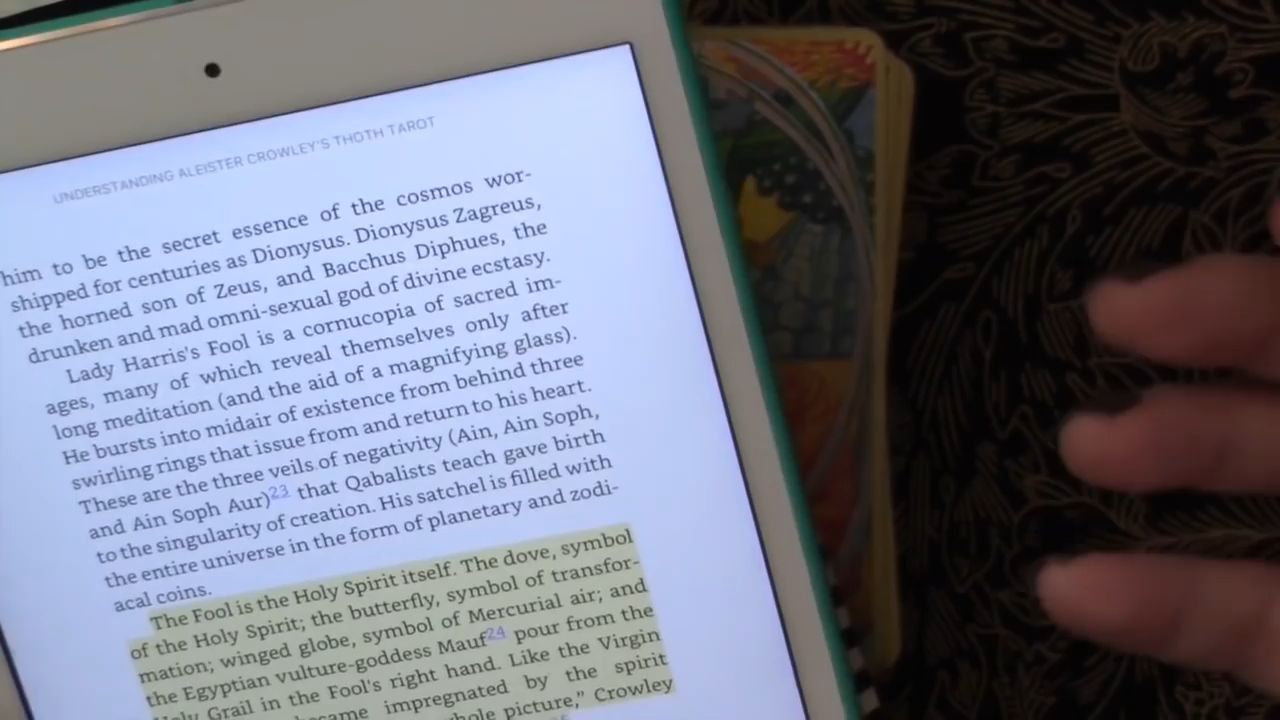 UNDERSTANDING ALEISTER CROWLEY'S THOTH TAROT
him to be the secret essence of the cosmos wor-
shipped for centuries as Dionysus. Dionysus Zagreus,
the horned son of Zeus, and Bacchus Diphues, the
drunken and mad omni-sexual god of divine ecstasy.
Lady Harris's Fool is a cornucopia of sacred im-
ages, many of which reveal themselves only after
long meditation (and the aid of a magnifying glass).
He bursts into midair of existence from behind three
swirling rings that issue from and return to his heart.
These are the three veils of negativity (Ain, Ain Soph,
and Ain Soph Aur)23 that Qabalists teach gave birth
to the singularity of creation. His satchel is filled with
the entire universe in the form of planetary and zodi-
acal coins.
The Fool is the Holy Spirit itself. The dove, symbol
of the Holy Spirit; the butterfly, symbol of transfor-
mation; winged globe, symbol of Mercurial air; and
the Egyptian vulture-goddess Mauf24 pour from the
Holy Grail in the Fool's right hand. Like the Virgin
became impregnated by the spirit
whole picture," Crowley